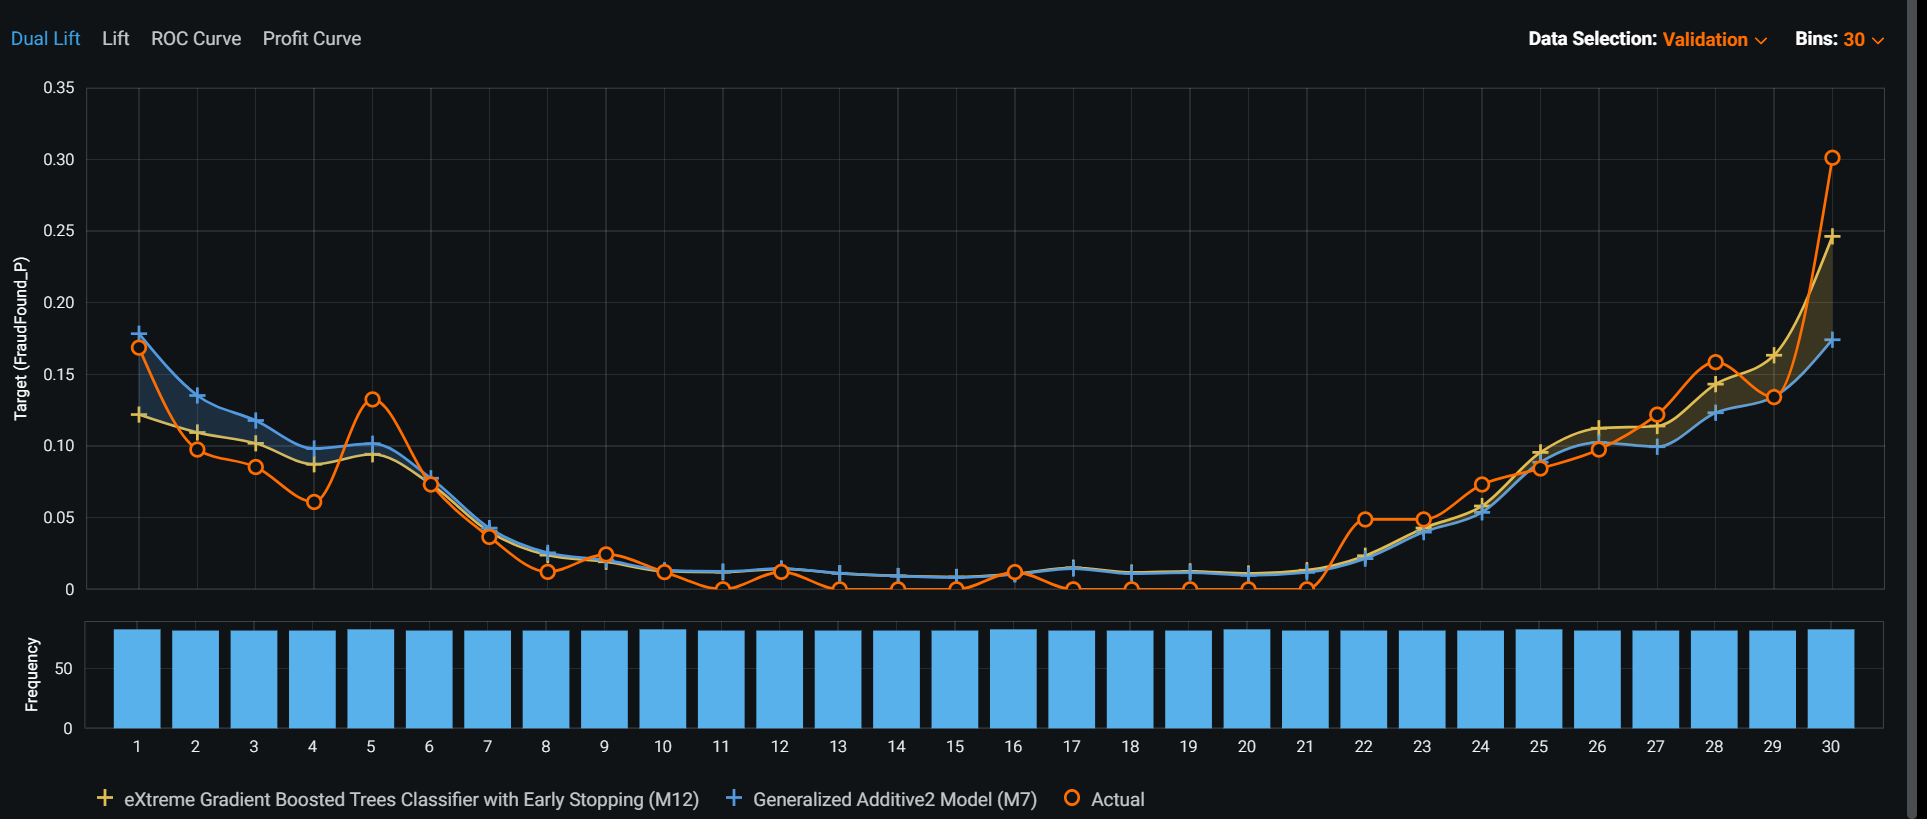 Dual Lift Lift ROC Curve Profit Curve Data Selection: Validation Bins: 30
0.35
0.30
0.25
0.20
0.15
0.10
0.05
0
Target (FraudFound_P)
50
0
Frequency
1 2 3 4 5 6 7 8 9 10 11 12 13 14 15 16 17 18 19 20 21 22 23 24 25 26 27 28 29 30
eXtreme Gradient Boosted Trees Classifier with Early Stopping (M12) Generalized Additive2 Model (M7) Actual